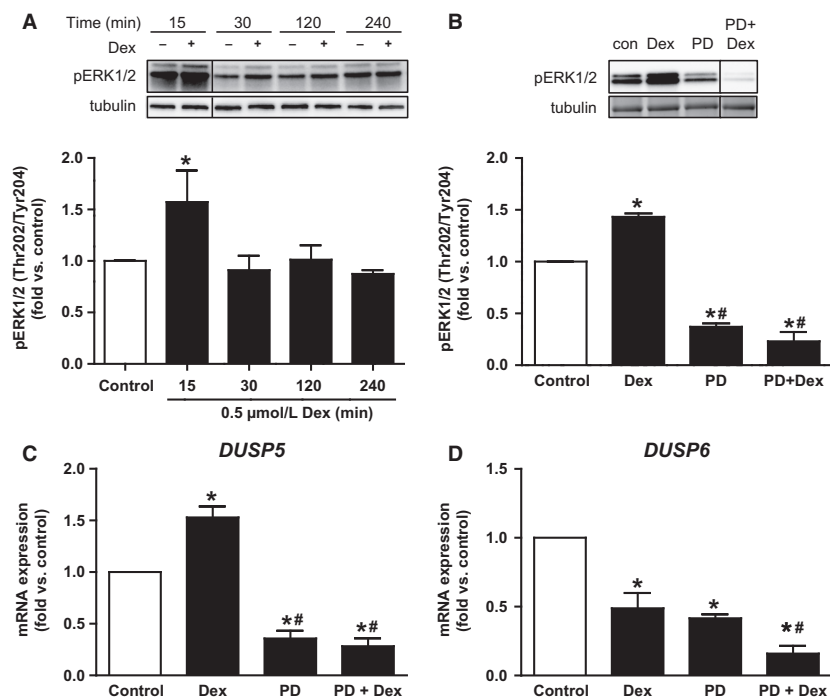 A
Time (min) 15 30 120 240
Dex – + – + – + – +
pERK1/2
tubulin
pERK1/2 (Thr202/Tyr204)
(fold vs. control)
2.0
1.5
1.0
0.5
0.0
*
Control 15 30 120 240
0.5 µmol/L Dex (min)
B
con Dex PD PD+
Dex
pERK1/2
tubulin
pERK1/2 (Thr202/Tyr204)
(fold vs. control)
2.0
1.5
1.0
0.5
0.0
*
*#
*#
Control Dex PD PD+Dex
C DUSP5
mRNA expression
(fold vs. control)
2.0
1.5
1.0
0.5
0.0
*
*#
*#
Control Dex PD PD + Dex
D DUSP6
mRNA expression
(fold vs. control)
1.5
1.0
0.5
0.0
*
*
*#
Control Dex PD PD + Dex